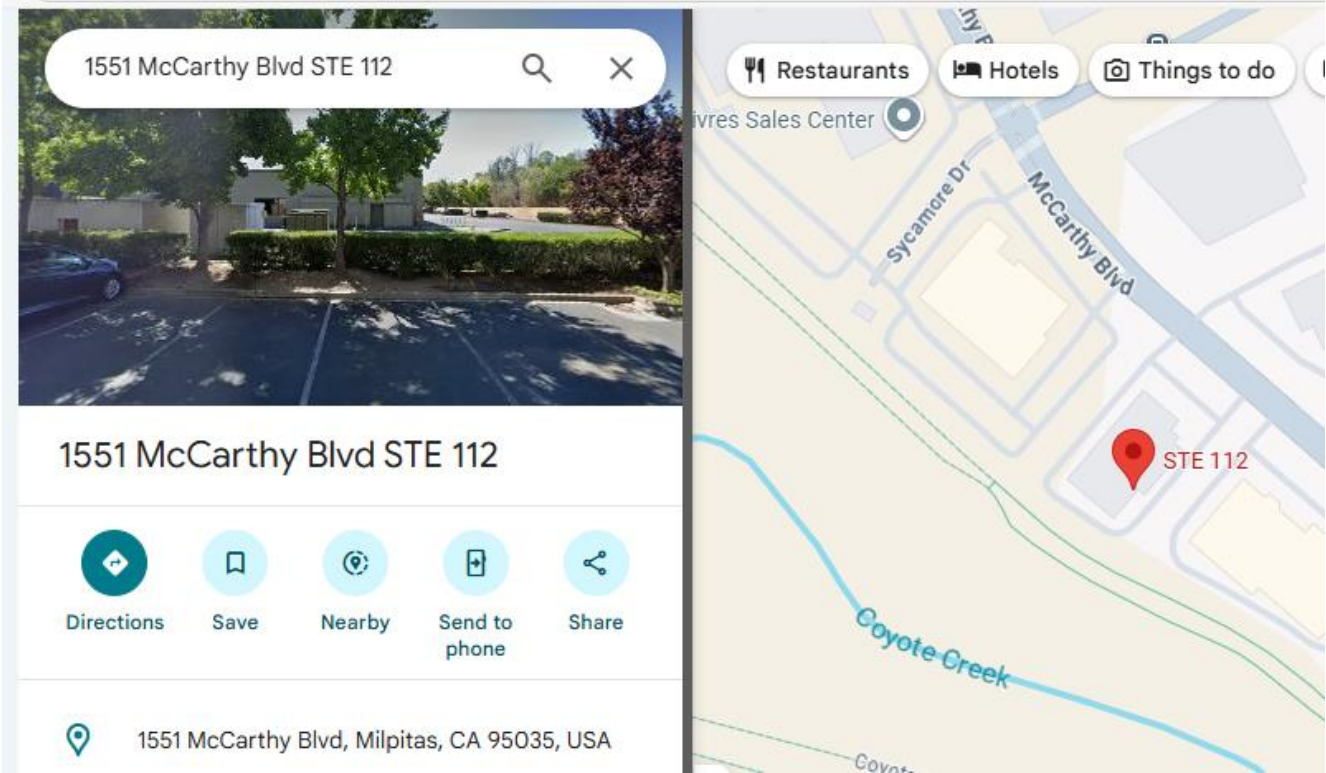 1551 McCarthy Blvd STE 112
1551 McCarthy Blvd STE 112
Directions
Save
Nearby
Send to
phone
Share
1551 McCarthy Blvd, Milpitas, CA 95035, USA
Restaurants
Hotels
Things to do
ivres Sales Center
Sycamore Dr
McCarthy Blvd
STE 112
Coyote Creek